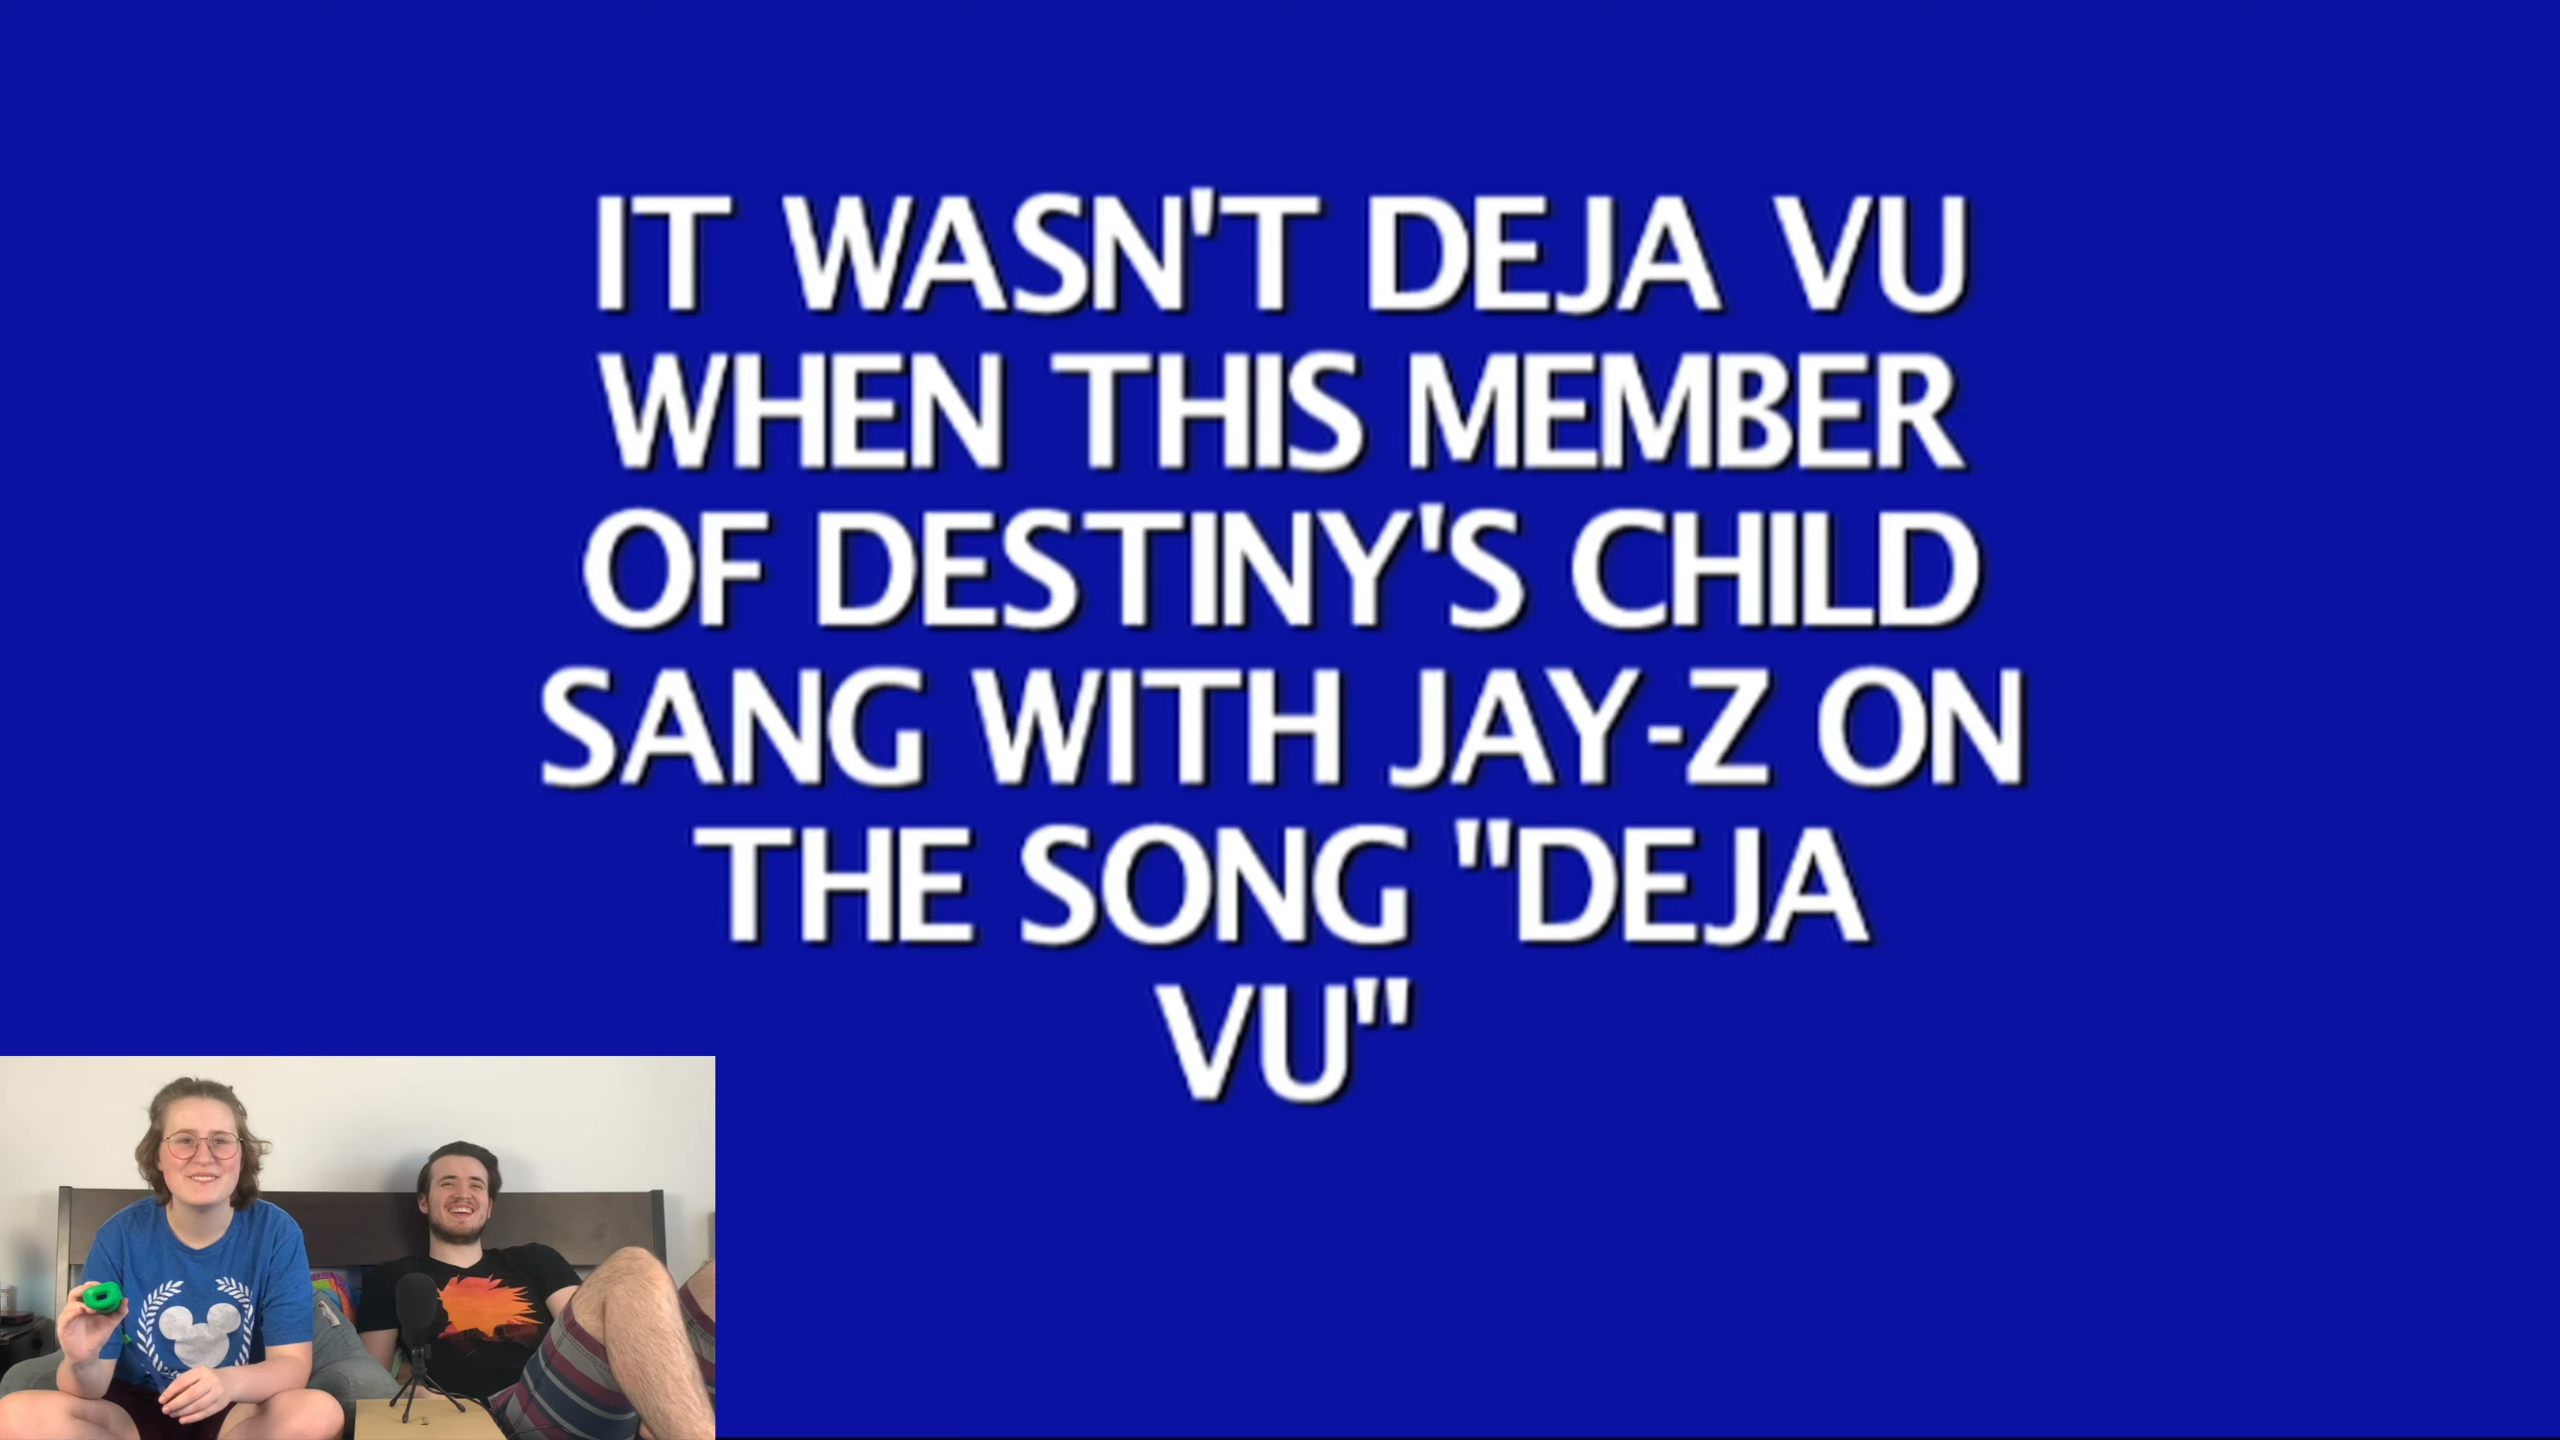 IT WASN'T DEJA VU
WHEN THIS MEMBER
OF DESTINY'S CHILD
SANG WITH JAY-Z ON
THE SONG "DEJA
VU"